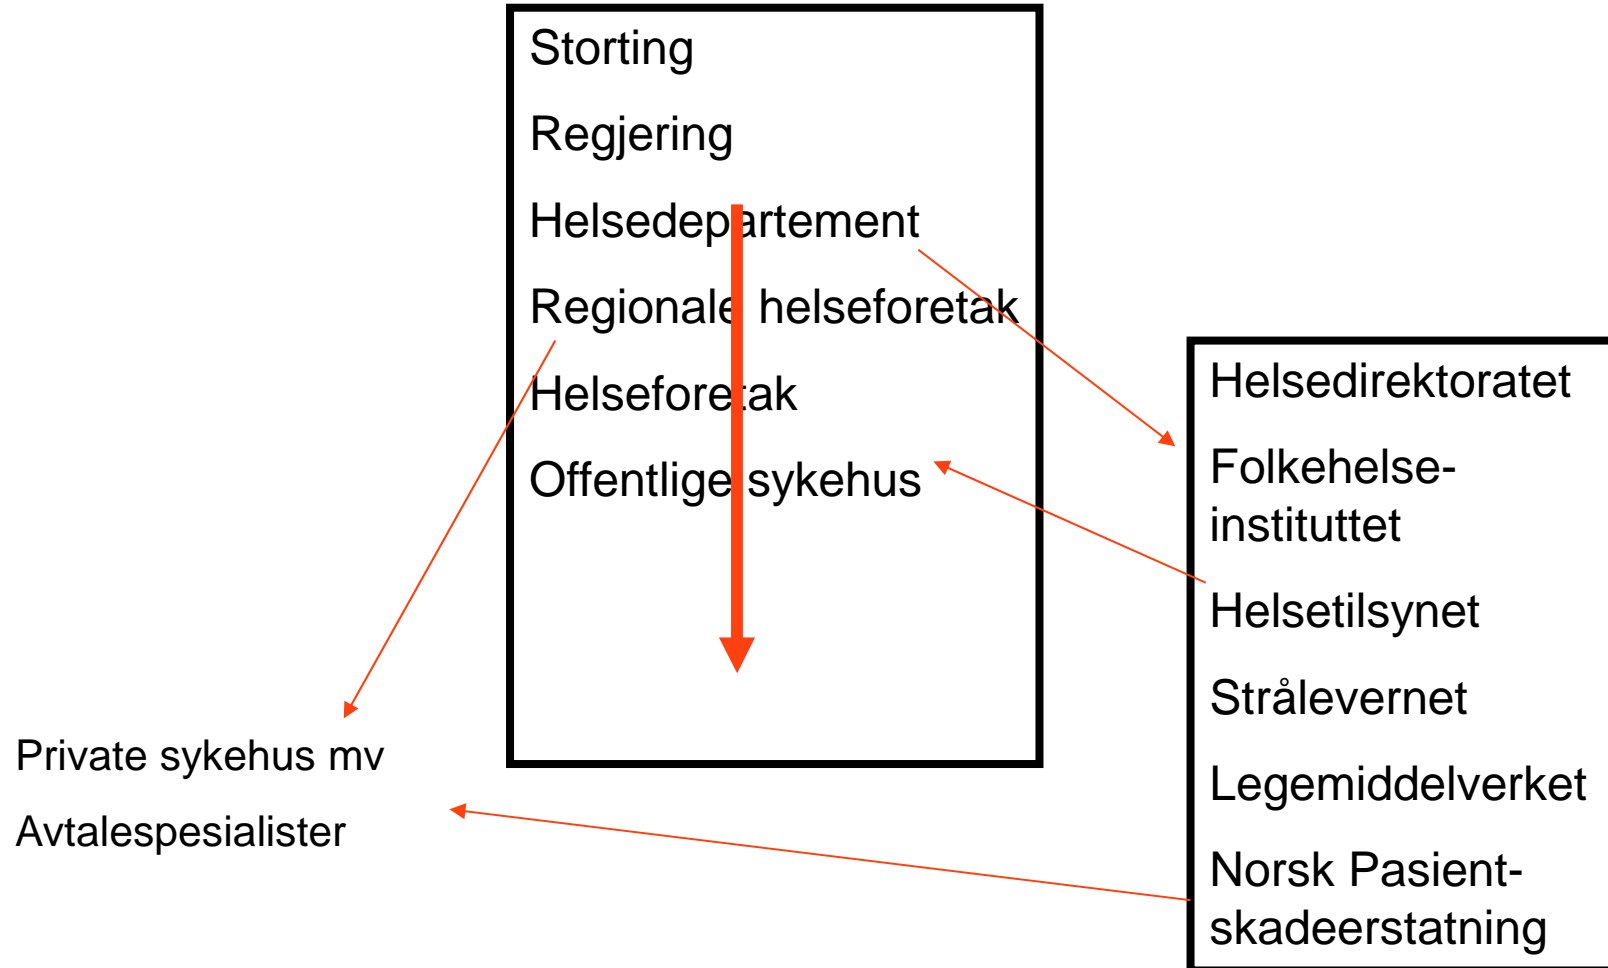 Storting
Regjering
Helsedepartement
Regionale helseforetak
Helseforetak
Offentlige sykehus
Helsedirektoratet
Folkehelse-
instituttet
Helsetilsynet
Strålevernet
Legemiddelverket
Norsk Pasient-
skadeerstatning
Private sykehus mv
Avtalespesialister